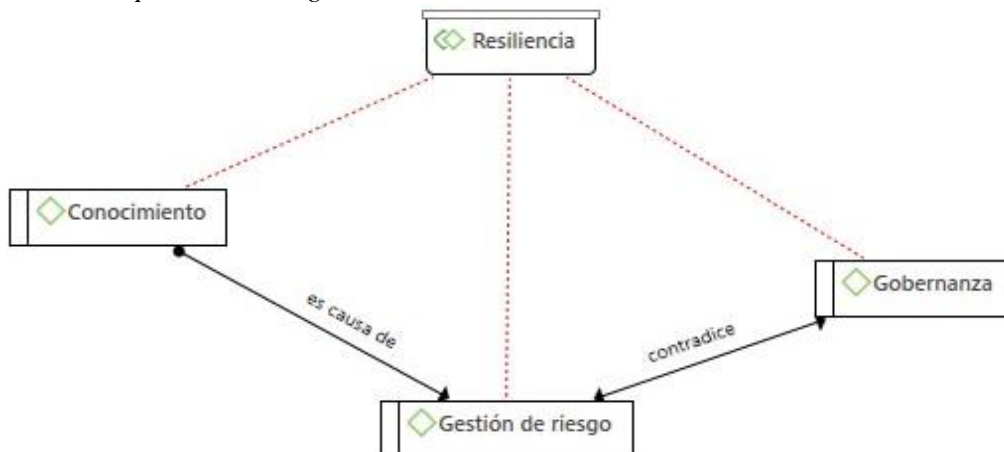 Resiliencia
Conocimiento
Gobernanza
es causa de
contradice
Gestión de riesgo